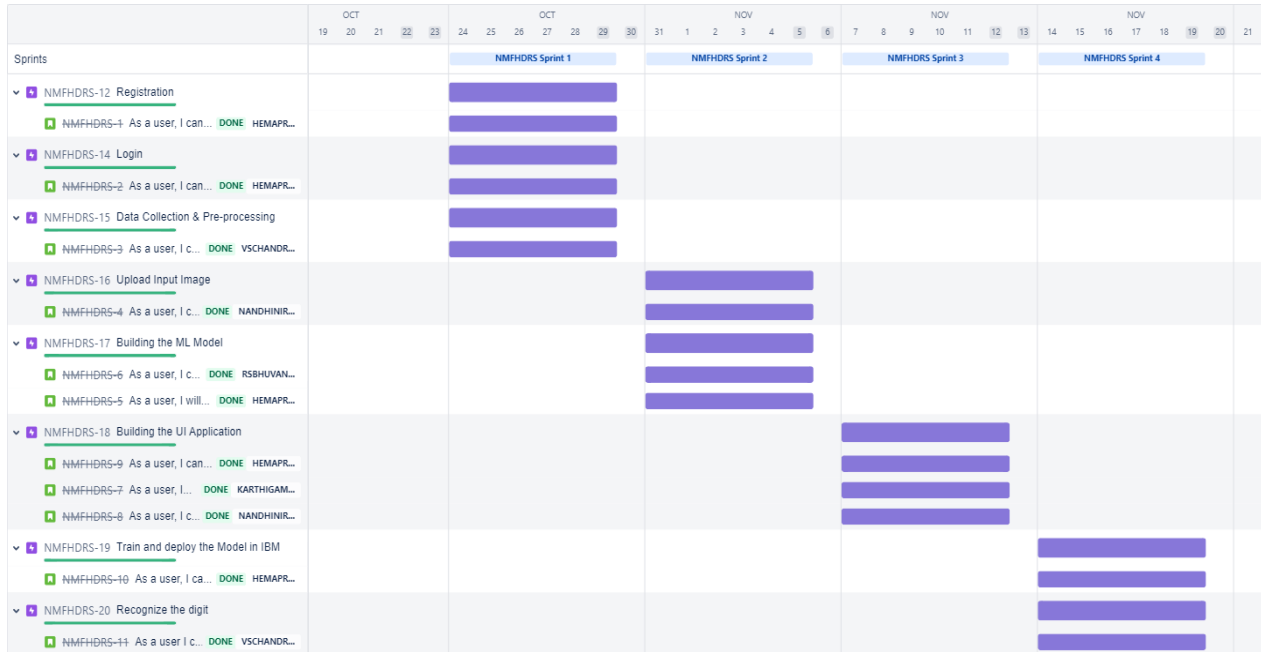 OCT OCT NOV NOV NOV
19 20 21 22 23 24 25 26 27 28 29 30 31 1 2 3 4 5 6 7 8 9 10 11 12 13 14 15 16 17 18 19 20 21
Sprints NMFHDRS Sprint 1 NMFHDRS Sprint 2 NMFHDRS Sprint 3 NMFHDRS Sprint 4
NMFHDRS-12 Registration
NMFHDRS-1 As a user, I can... DONE HEMAPR...
NMFHDRS-14 Login
NMFHDRS-2 As a user, I can... DONE HEMAPR...
NMFHDRS-15 Data Collection & Pre-processing
NMFHDRS-3 As a user, I c... DONE VSCHANDR...
NMFHDRS-16 Upload Input Image
NMFHDRS-4 As a user, I c... DONE NANDHINIR...
NMFHDRS-17 Building the ML Model
NMFHDRS-6 As a user, I c... DONE RSBHUVAN...
NMFHDRS-5 As a user, I will... DONE HEMAPR...
NMFHDRS-18 Building the UI Application
NMFHDRS-9 As a user, I can... DONE HEMAPR...
NMFHDRS-7 As a user, I... DONE KARTHIGAM...
NMFHDRS-8 As a user, I c... DONE NANDHINIR...
NMFHDRS-19 Train and deploy the Model in IBM
NMFHDRS-10 As a user, I ca... DONE HEMAPR...
NMFHDRS-20 Recognize the digit
NMFHDRS-11 As a user I c... DONE VSCHANDR...